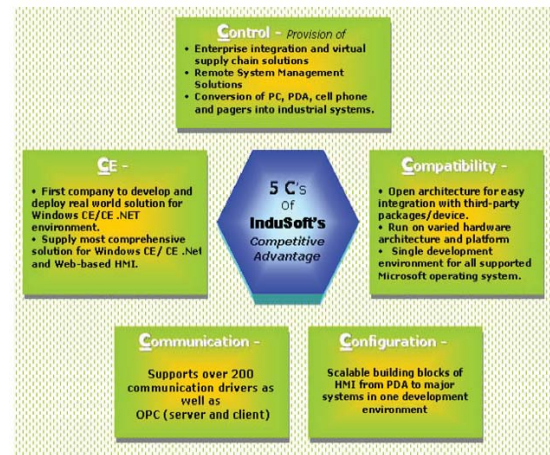 Control - Provision of
• Enterprise integration and virtual
supply chain solutions
• Remote System Management
Solutions
• Conversion of PC, PDA, cell phone
and pagers into industrial systems.
CE -
• First company to develop and
deploy real world solution for
Windows CE/CE .NET
environment.
• Supply most comprehensive
solution for Windows CE/ CE .Net
and Web-based HMI.
5 C's
Of
InduSoft's
Competitive
Advantage
Compatibility -
• Open architecture for easy
integration with third-party
packages/device.
• Run on varied hardware
architecture and platform
• Single development
environment for all supported
Microsoft operating system.
Communication -
Supports over 200
communication drivers as
well as
OPC (server and client)
Configuration -
Scalable building blocks of
HMI from PDA to major
systems in one development
environment